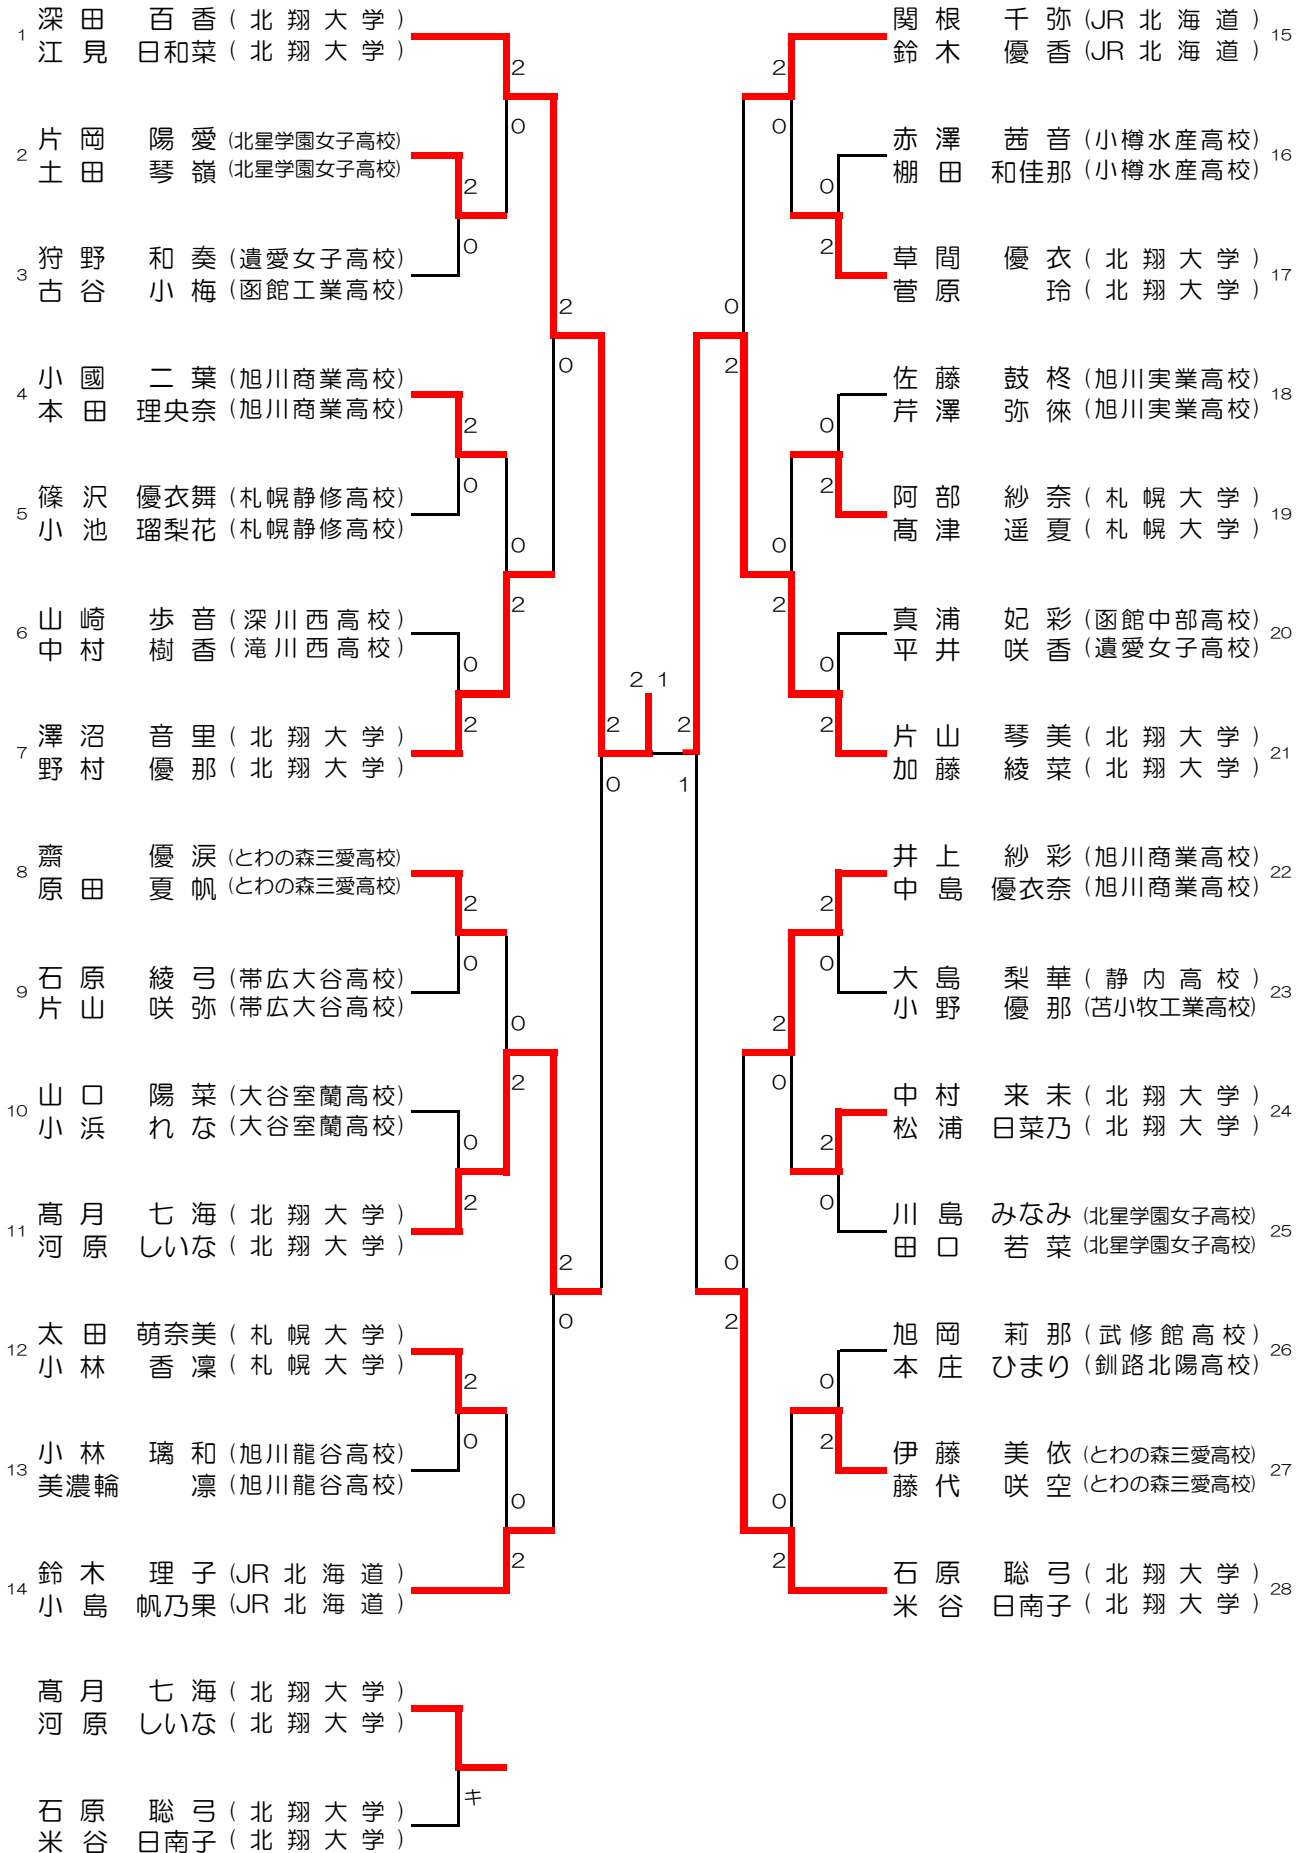 深田 百香 (北翔大学)
1
江見 日和菜 (北翔大学)
2
0
片岡 陽愛 (北星学園女子高校)
2
土田 琴嶺 (北星学園女子高校)
2
0
狩野 和奏 (遺愛女子高校)
3
古谷 小梅 (函館工業高校)
2
0
小國 二葉 (旭川商業高校)
4
本田 理央奈 (旭川商業高校)
2
0
篠沢 優衣舞 (札幌静修高校)
5
小池 瑠梨花 (札幌静修高校)
0
2
山崎 歩音 (深川西高校)
6
中村 樹香 (滝川西高校)
0
2
澤沼 音里 (北翔大学)
7
野村 優那 (北翔大学)
2 1
2
0
2
1
齋 優涙 (とわの森三愛高校)
8
原田 夏帆 (とわの森三愛高校)
2
0
石原 綾弓 (帯広大谷高校)
9
片山 咲弥 (帯広大谷高校)
0
2
山口 陽菜 (大谷室蘭高校)
10
小浜 れな (大谷室蘭高校)
0
2
髙月 七海 (北翔大学)
11
河原 しいな (北翔大学)
2
0
太田 萌奈美 (札幌大学)
12
小林 香凜 (札幌大学)
2
0
小林 璃和 (旭川龍谷高校)
13
美濃輪 凛 (旭川龍谷高校)
0
2
鈴木 理子 (JR北海道)
14
小島 帆乃果 (JR北海道)
関根 千弥 (JR北海道)
15
鈴木 優香 (JR北海道)
2
0
赤澤 茜音 (小樽水産高校)
16
棚田 和佳那 (小樽水産高校)
0
2
草間 優衣 (北翔大学)
17
菅原 玲 (北翔大学)
0
2
佐藤 鼓柊 (旭川実業高校)
18
芹澤 弥徠 (旭川実業高校)
0
2
阿部 紗奈 (札幌大学)
19
髙津 遥夏 (札幌大学)
0
2
真浦 妃彩 (函館中部高校)
20
平井 咲香 (遺愛女子高校)
0
2
片山 琴美 (北翔大学)
21
加藤 綾菜 (北翔大学)
井上 紗彩 (旭川商業高校)
22
中島 優衣奈 (旭川商業高校)
2
0
大島 梨華 (静内高校)
23
小野 優那 (苫小牧工業高校)
2
0
中村 来未 (北翔大学)
24
松浦 日菜乃 (北翔大学)
2
0
川島 みなみ (北星学園女子高校)
25
田口 若菜 (北星学園女子高校)
0
2
旭岡 莉那 (武修館高校)
26
本庄 ひまり (釧路北陽高校)
0
2
伊藤 美依 (とわの森三愛高校)
27
藤代 咲空 (とわの森三愛高校)
0
2
石原 聡弓 (北翔大学)
28
米谷 日南子 (北翔大学)
髙月 七海 (北翔大学)
河原 しいな (北翔大学)
キ
石原 聡弓 (北翔大学)
米谷 日南子 (北翔大学)